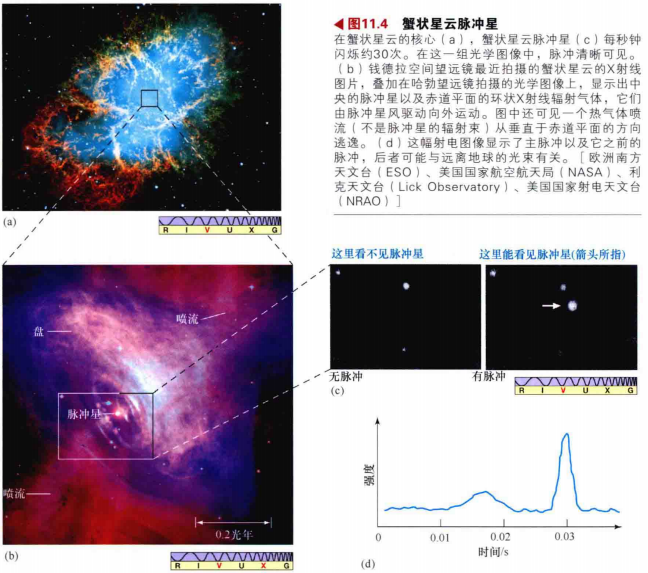 ◀图11.4 蟹状星云脉冲星
在蟹状星云的核心（a），蟹状星云脉冲星（c）每秒钟
闪烁约30次。在这一组光学图像中，脉冲清晰可见。
（b）钱德拉空间望远镜最近拍摄的蟹状星云的X射线
图片，叠加在哈勃望远镜拍摄的光学图像上，显示出中
央的脉冲星以及赤道平面的环状X射线辐射气体，它们
由脉冲星风驱动向外运动。图中还可见一个热气体喷
流（不是脉冲星的辐射束）从垂直于赤道平面的方向
逃逸。（d）这幅射电图像显示了主脉冲以及它之前的
脉冲，后者可能与远离地球的光束有关。[欧洲南方
天文台（ESO）、美国国家航空航天局（NASA）、利
克天文台（Lick Observatory）、美国国家射电天文台
（NRAO）]
(a)
R I V U X G
喷流
盘
脉冲星
喷流
0.2光年
(b)
R I V U X G
这里看不见脉冲星
这里能看见脉冲星(箭头所指)
无脉冲
有脉冲
(c)
R I V U X G
强度
0
0.01
0.02
0.03
时间/s
(d)